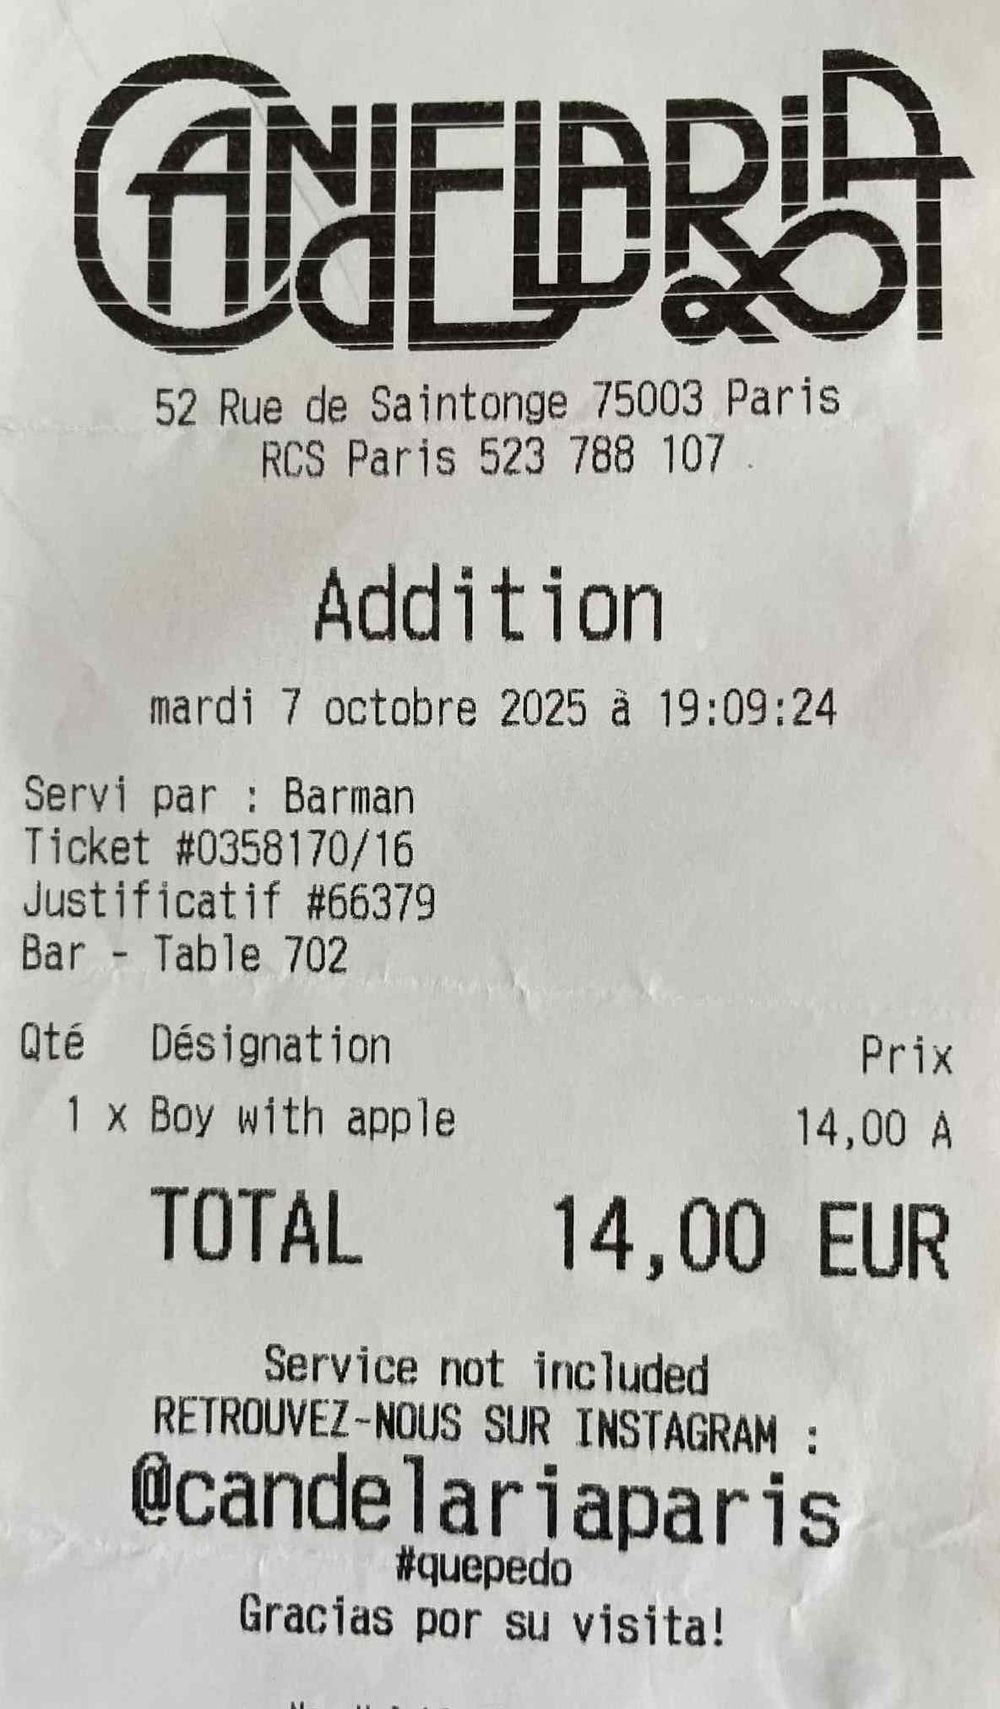 CANDELARIA
52 Rue de Saintonge 75003 Paris
RCS Paris 523 788 107
Addition
mardi 7 octobre 2025 à 19:09:24
Servi par : Barman
Ticket #0358170/16
Justificatif #66379
Bar - Table 702
Qté Désignation Prix
1 x Boy with apple 14,00 A
TOTAL 14,00 EUR
Service not included
RETROUVEZ-NOUS SUR INSTAGRAM :
@candelariaparis
#quepedo
Gracias por su visita!